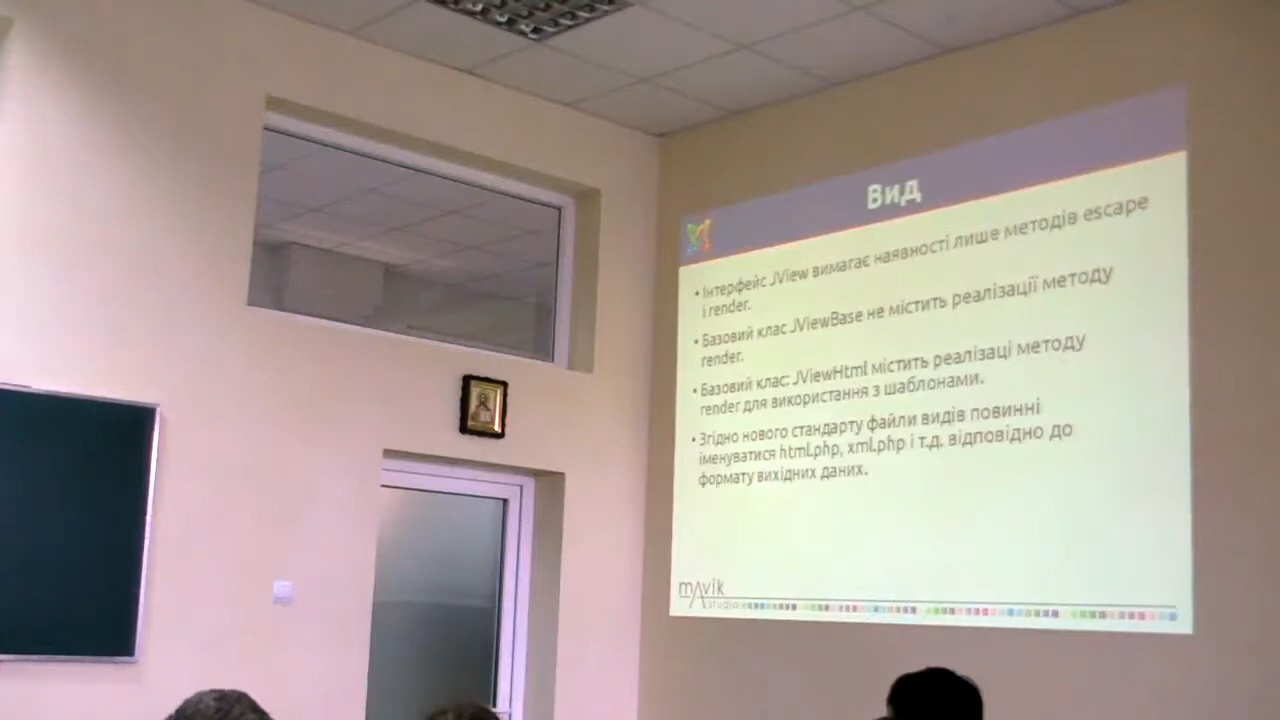 Вид
• Інтерфейс JView вимагає наявності лише методів escape
і render.
• Базовий клас JViewBase не містить реалізації методу
render.
• Базовий клас: JViewHtml містить реалізаці методу
render для використання з шаблонами.
• Згідно нового стандарту файли видів повинні
іменуватися html.php, xml.php і т.д. відповідно до
формату вихідних даних.
mAvik
studio